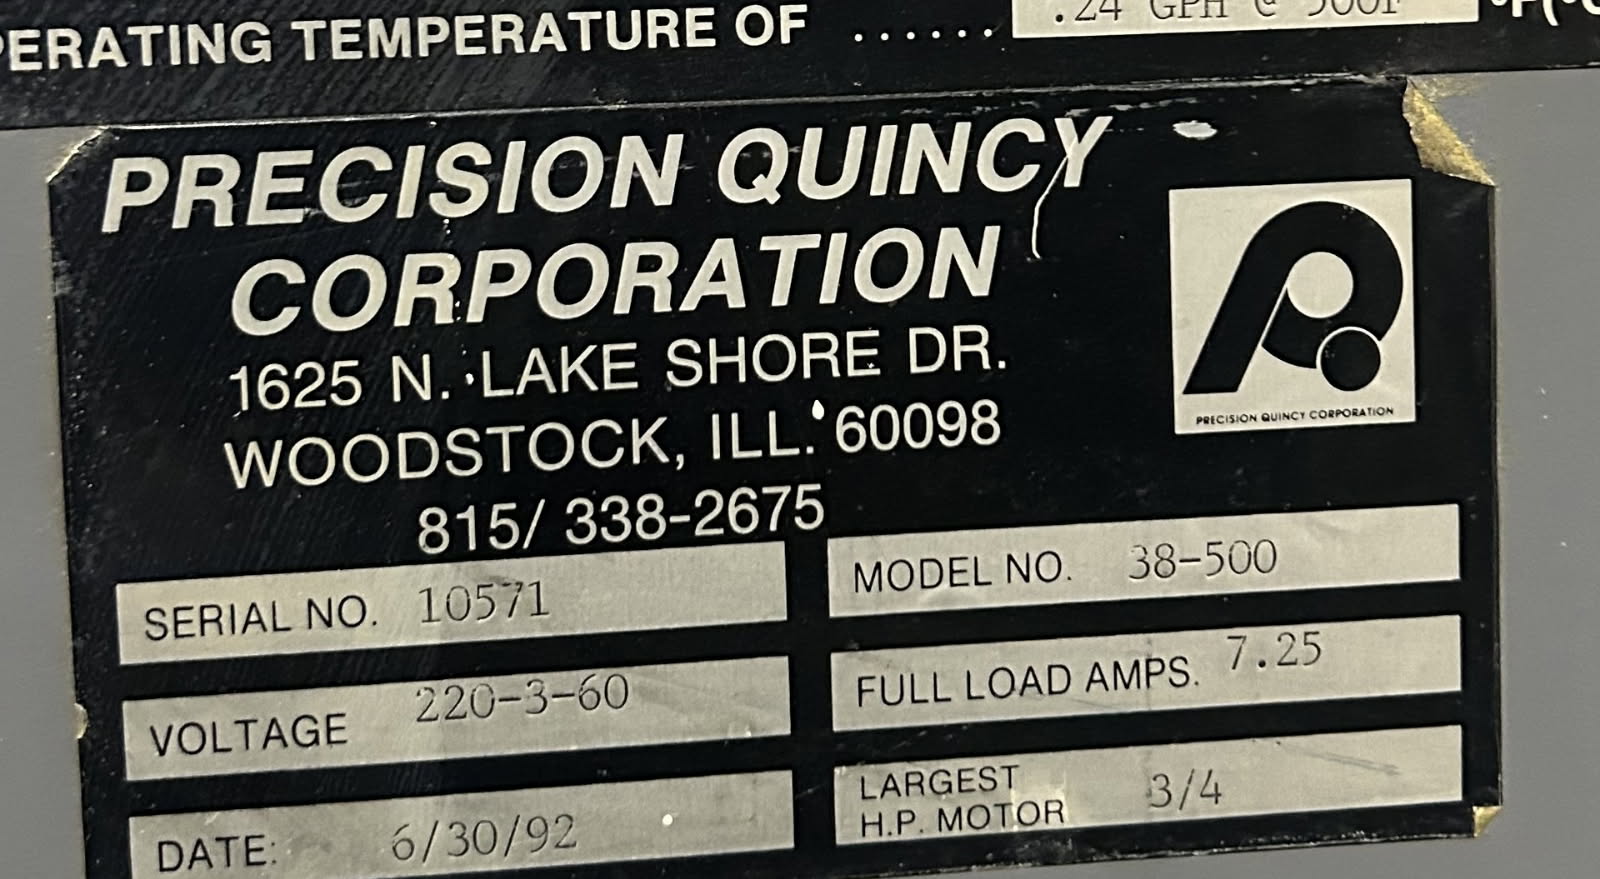 PERATING TEMPERATURE OF ...... .24 GPH @ 500F °F(°C
PRECISION QUINCY
CORPORATION
1625 N. LAKE SHORE DR.
WOODSTOCK, ILL. 60098
815/ 338-2675
PRECISION QUINCY CORPORATION
SERIAL NO. 10571
MODEL NO. 38-500
VOLTAGE 220-3-60
FULL LOAD AMPS. 7.25
DATE: 6/30/92
LARGEST
H.P. MOTOR 3/4